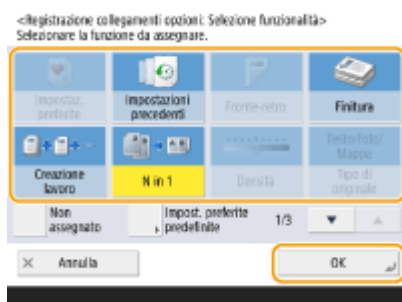 <Registrazione collegamenti opzioni: Selezione funzionalità>
Selezionare la funzione da assegnare.
Impostaz. preferite
Impostazioni precedenti
Fronte-retro
Finitura
Creazione lavoro
N in 1
Densità
Testo/Foto/Mappa
Tipo di originale
Non assegnato
Impost. preferite predefinite
1/3
Annulla
OK